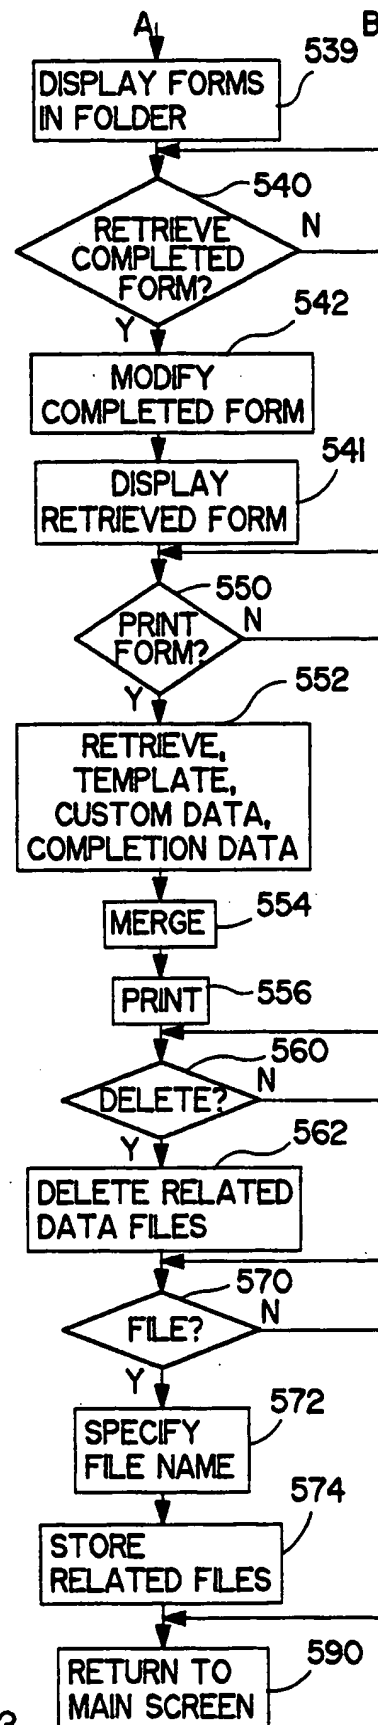 A
B
539
DISPLAY FORMS
IN FOLDER
540
RETRIEVE
COMPLETED
FORM?
N
Y
542
MODIFY
COMPLETED FORM
541
DISPLAY
RETRIEVED FORM
550
PRINT
FORM?
N
Y
552
RETRIEVE,
TEMPLATE,
CUSTOM DATA,
COMPLETION DATA
554
MERGE
556
PRINT
560
DELETE?
N
Y
562
DELETE RELATED
DATA FILES
570
FILE?
N
Y
572
SPECIFY
FILE NAME
574
STORE
RELATED FILES
590
RETURN TO
MAIN SCREEN